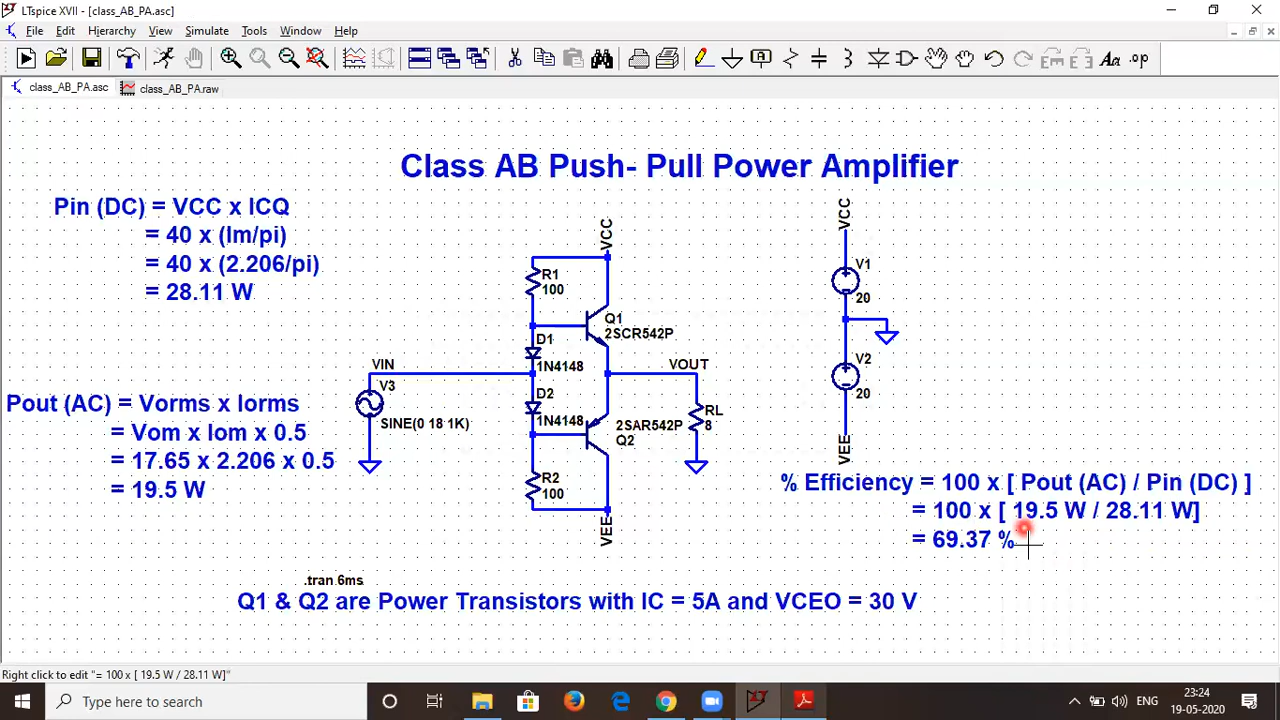 LTspice XVII - [class_AB_PA.asc]
File Edit Hierarchy View Simulate Tools Window Help
class_AB_PA.asc class_AB_PA.raw
Class AB Push- Pull Power Amplifier
Pin (DC) = VCC x ICQ
= 40 x (Im/pi)
= 40 x (2.206/pi)
= 28.11 W
Pout (AC) = Vorms x Iorms
= Vom x Iom x 0.5
= 17.65 x 2.206 x 0.5
= 19.5 W
VCC
R1
100
Q1
2SCR542P
D1
1N4148
VIN
V3
SINE(0 18 1K)
D2
1N4148
VOUT
RL
8
2SAR542P
Q2
R2
100
VEE
VCC
V1
20
V2
20
VEE
% Efficiency = 100 x [ Pout (AC) / Pin (DC) ]
= 100 x [ 19.5 W / 28.11 W]
= 69.37 %
.tran 6ms
Q1 & Q2 are Power Transistors with IC = 5A and VCEO = 30 V
Right click to edit "= 100 x [ 19.5 W / 28.11 W]"
Type here to search
ENG
23:24
19-05-2020